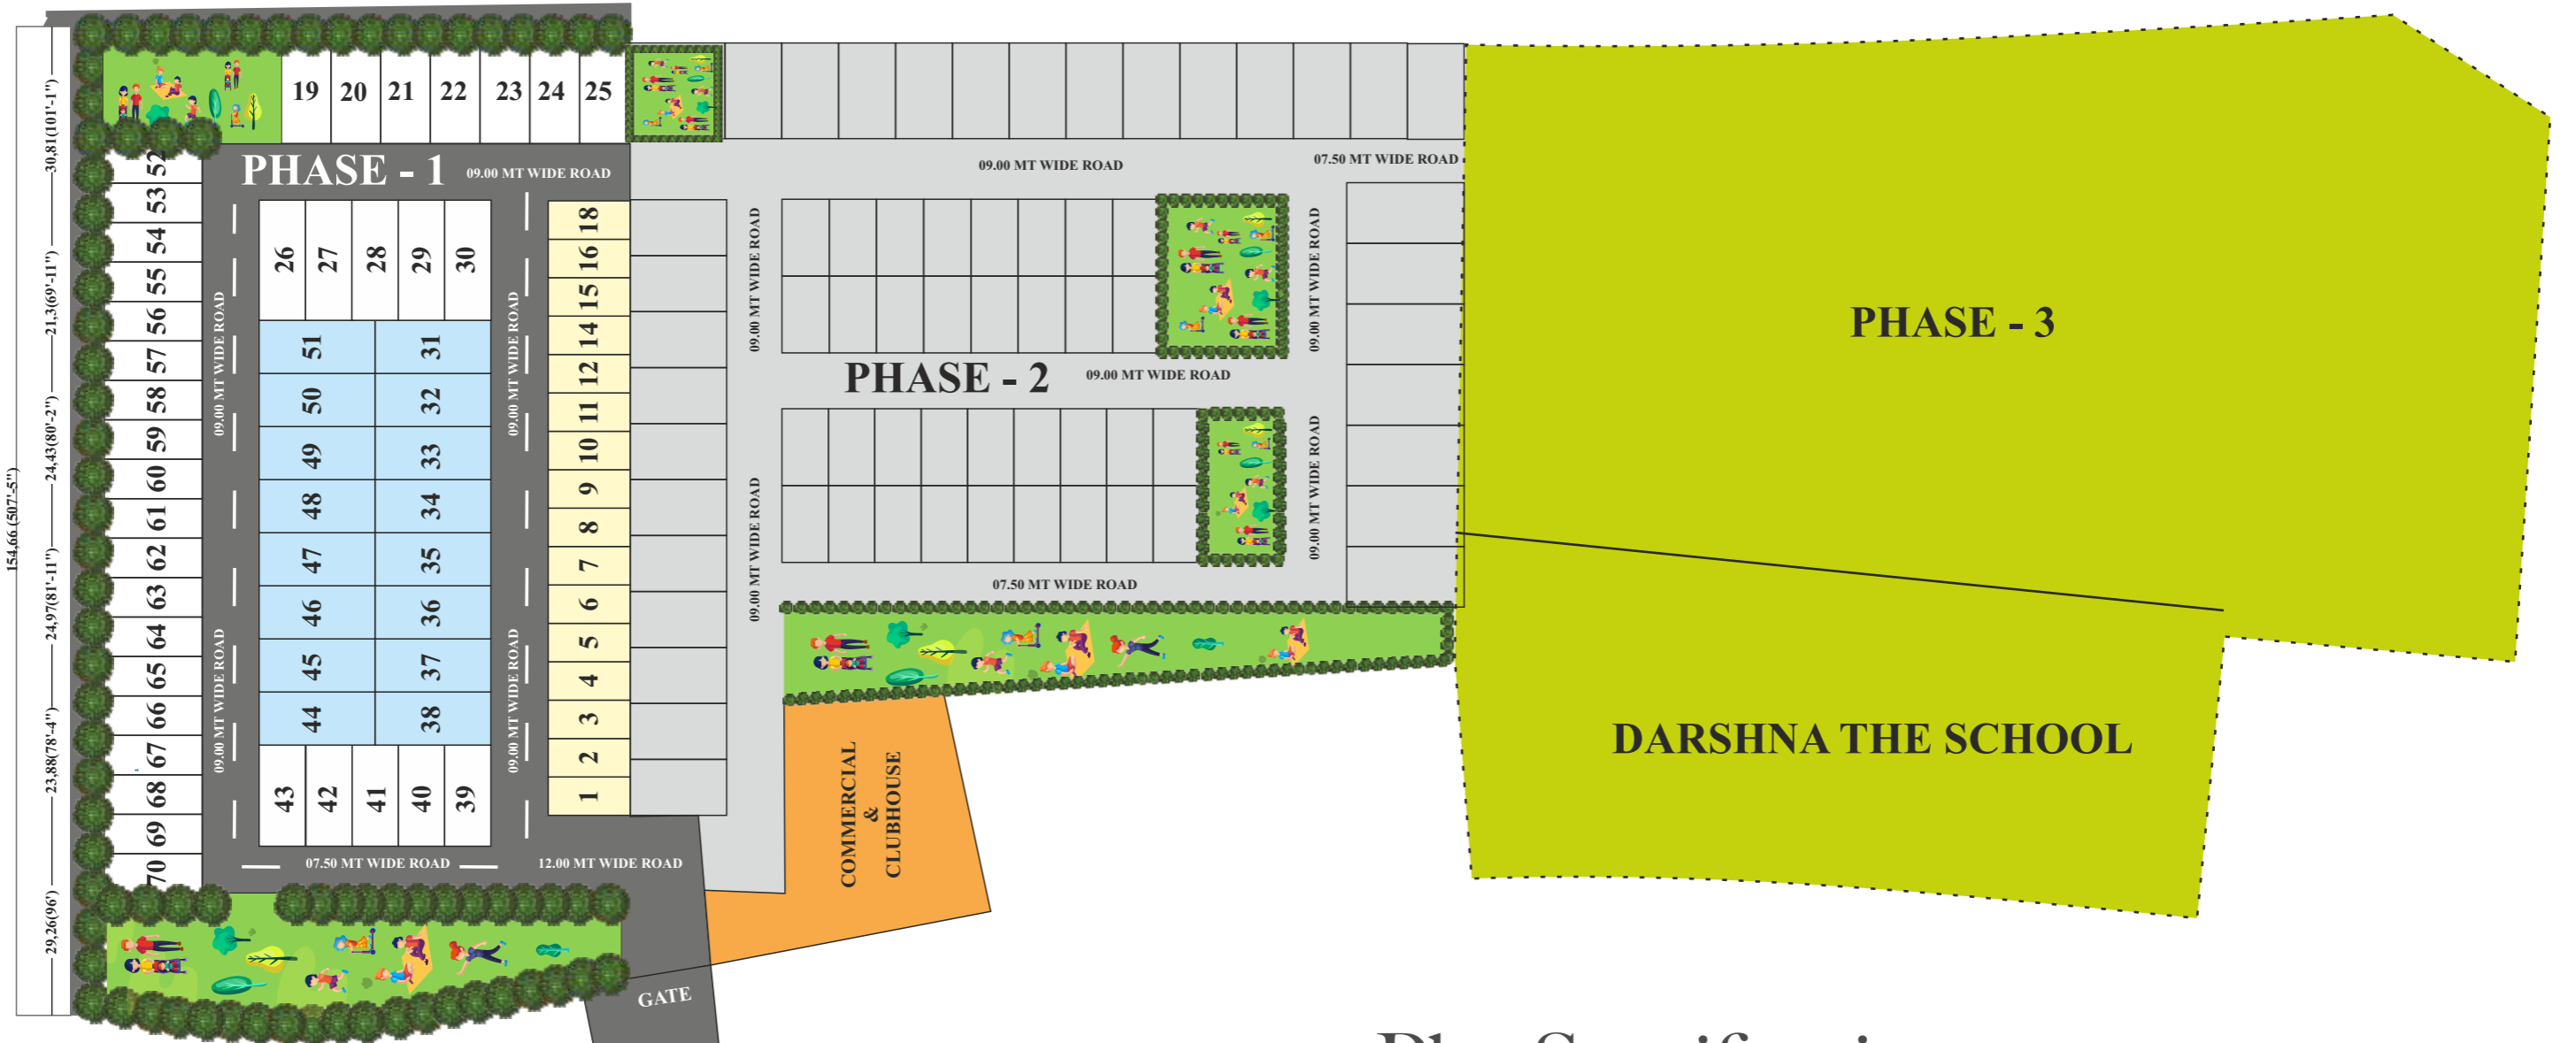 154,66 (507'-5")
30,81(101'-1")
21,36(69'-11")
24,43(80'-2")
24,97(81'-11")
23,88(78'-4")
29,26(96')
19 20 21 22 23 24 25
PHASE - 1
09.00 MT WIDE ROAD
52
53
54
55
56
57
58
59
60
61
62
63
64
65
66
67
68
69
70
09.00 MT WIDE ROAD
09.00 MT WIDE ROAD
26 27 28 29 30
51 31
50 32
49 33
48 34
47 35
46 36
45 37
44 38
43 42 41 40 39
09.00 MT WIDE ROAD
09.00 MT WIDE ROAD
18
16
15
14
12
11
10
9
8
7
6
5
4
3
2
1
07.50 MT WIDE ROAD
12.00 MT WIDE ROAD
GATE
09.00 MT WIDE ROAD
07.50 MT WIDE ROAD
09.00 MT WIDE ROAD
09.00 MT WIDE ROAD
PHASE - 2
09.00 MT WIDE ROAD
09.00 MT WIDE ROAD
09.00 MT WIDE ROAD
07.50 MT WIDE ROAD
COMMERCIAL
&
CLUBHOUSE
PHASE - 3
DARSHNA THE SCHOOL